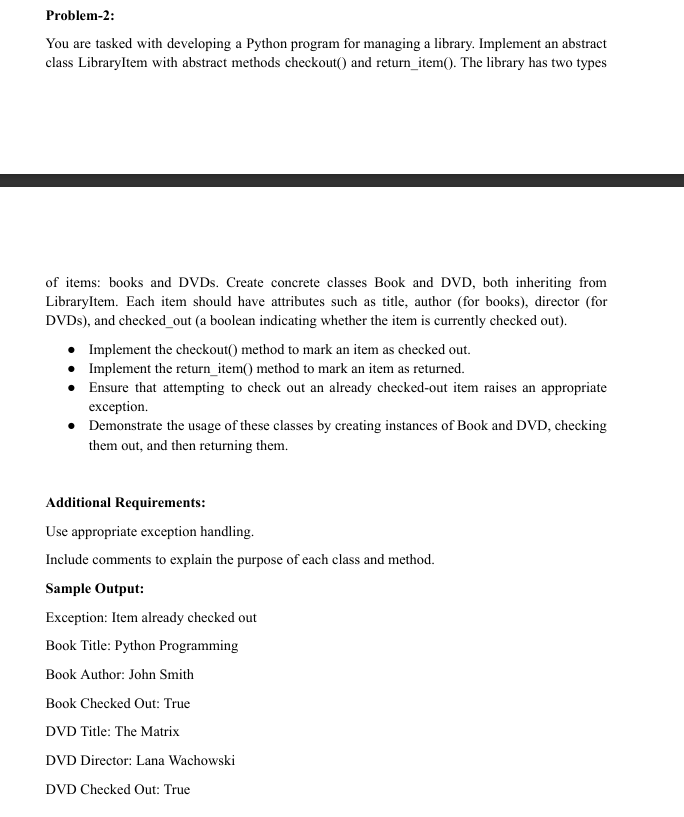 Problem-2:
You are tasked with developing a Python program for managing a library. Implement an abstract
class LibraryItem with abstract methods checkout() and return_item(). The library has two types
of items: books and DVDs. Create concrete classes Book and DVD, both inheriting from
LibraryItem. Each item should have attributes such as title, author (for books), director (for
DVDs), and checked_out (a boolean indicating whether the item is currently checked out).
● Implement the checkout() method to mark an item as checked out.
● Implement the return_item() method to mark an item as returned.
● Ensure that attempting to check out an already checked-out item raises an appropriate
exception.
● Demonstrate the usage of these classes by creating instances of Book and DVD, checking
them out, and then returning them.
Additional Requirements:
Use appropriate exception handling.
Include comments to explain the purpose of each class and method.
Sample Output:
Exception: Item already checked out
Book Title: Python Programming
Book Author: John Smith
Book Checked Out: True
DVD Title: The Matrix
DVD Director: Lana Wachowski
DVD Checked Out: True